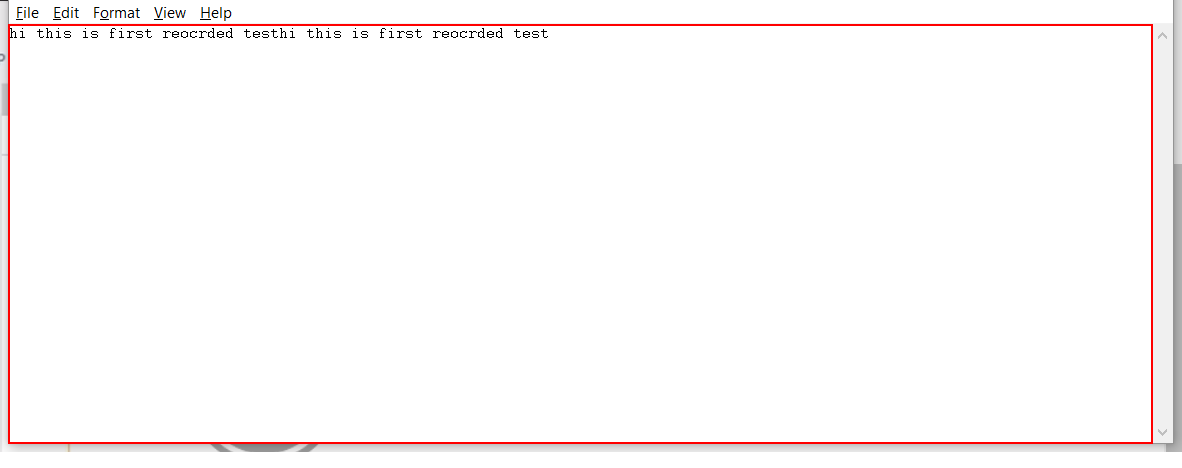 File Edit Format View Help
hi this is first reocrded testhi this is first reocrded test